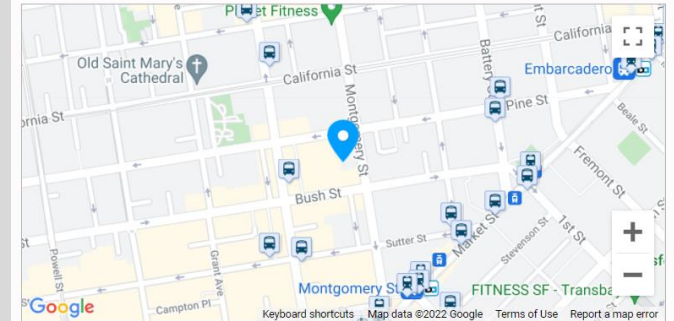 Planet Fitness
California St
Old Saint Mary's
Cathedral
California St
Battery St
Embarcadero
ornia St
Montgomery St
Pine St
Beale St
Fremont St
Bush St
1st St
Market St
Stevenson St
Sutter St
St
Powell St
Grant Ave
Montgomery St
FITNESS SF - Transba
Campton Pl
Google
Keyboard shortcuts
Map data ©2022 Google
Terms of Use
Report a map error